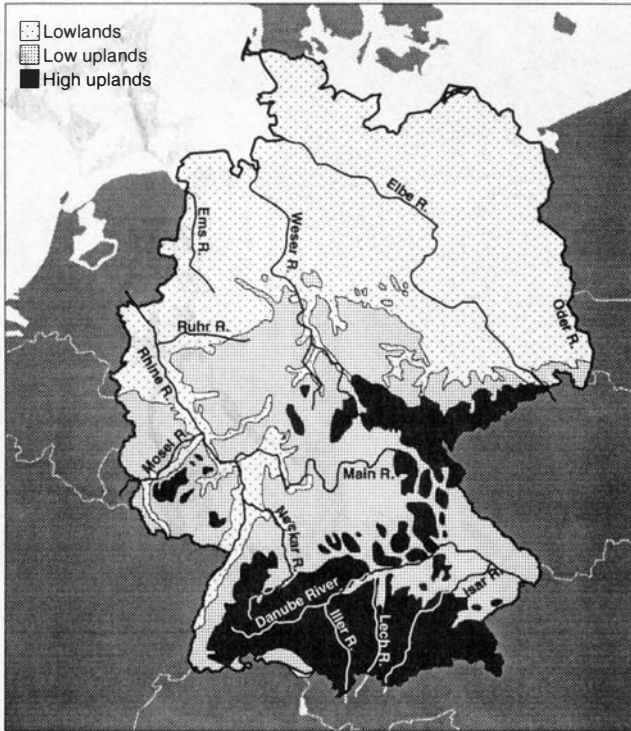 Lowlands
Low uplands
High uplands
Elbe R.
Ems R.
Weser R.
Oder R.
Ruhr R.
Rhine R.
Mosel R.
Main R.
Neckar R.
Isar R.
Danube River
Iller R.
Lech R.